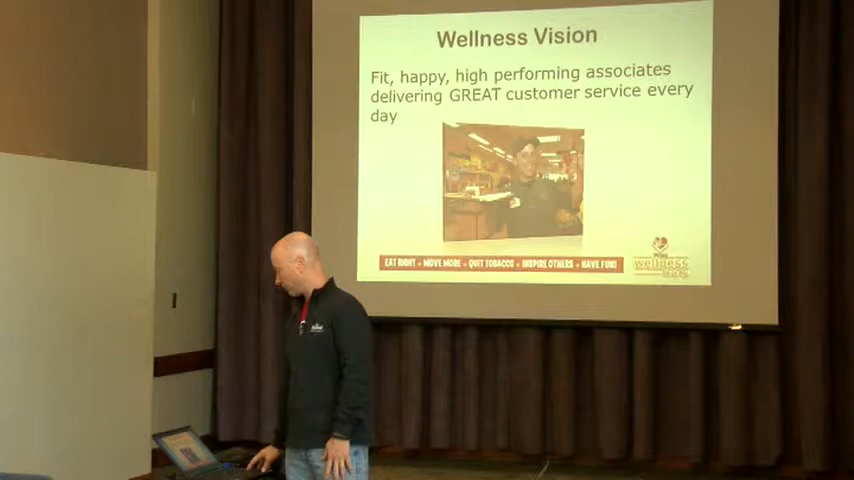 Wellness Vision
Fit, happy, high performing associates
delivering GREAT customer service every
day
EAT RIGHT • MOVE MORE • QUIT TOBACCO • INSPIRE OTHERS • HAVE FUN!
wellness